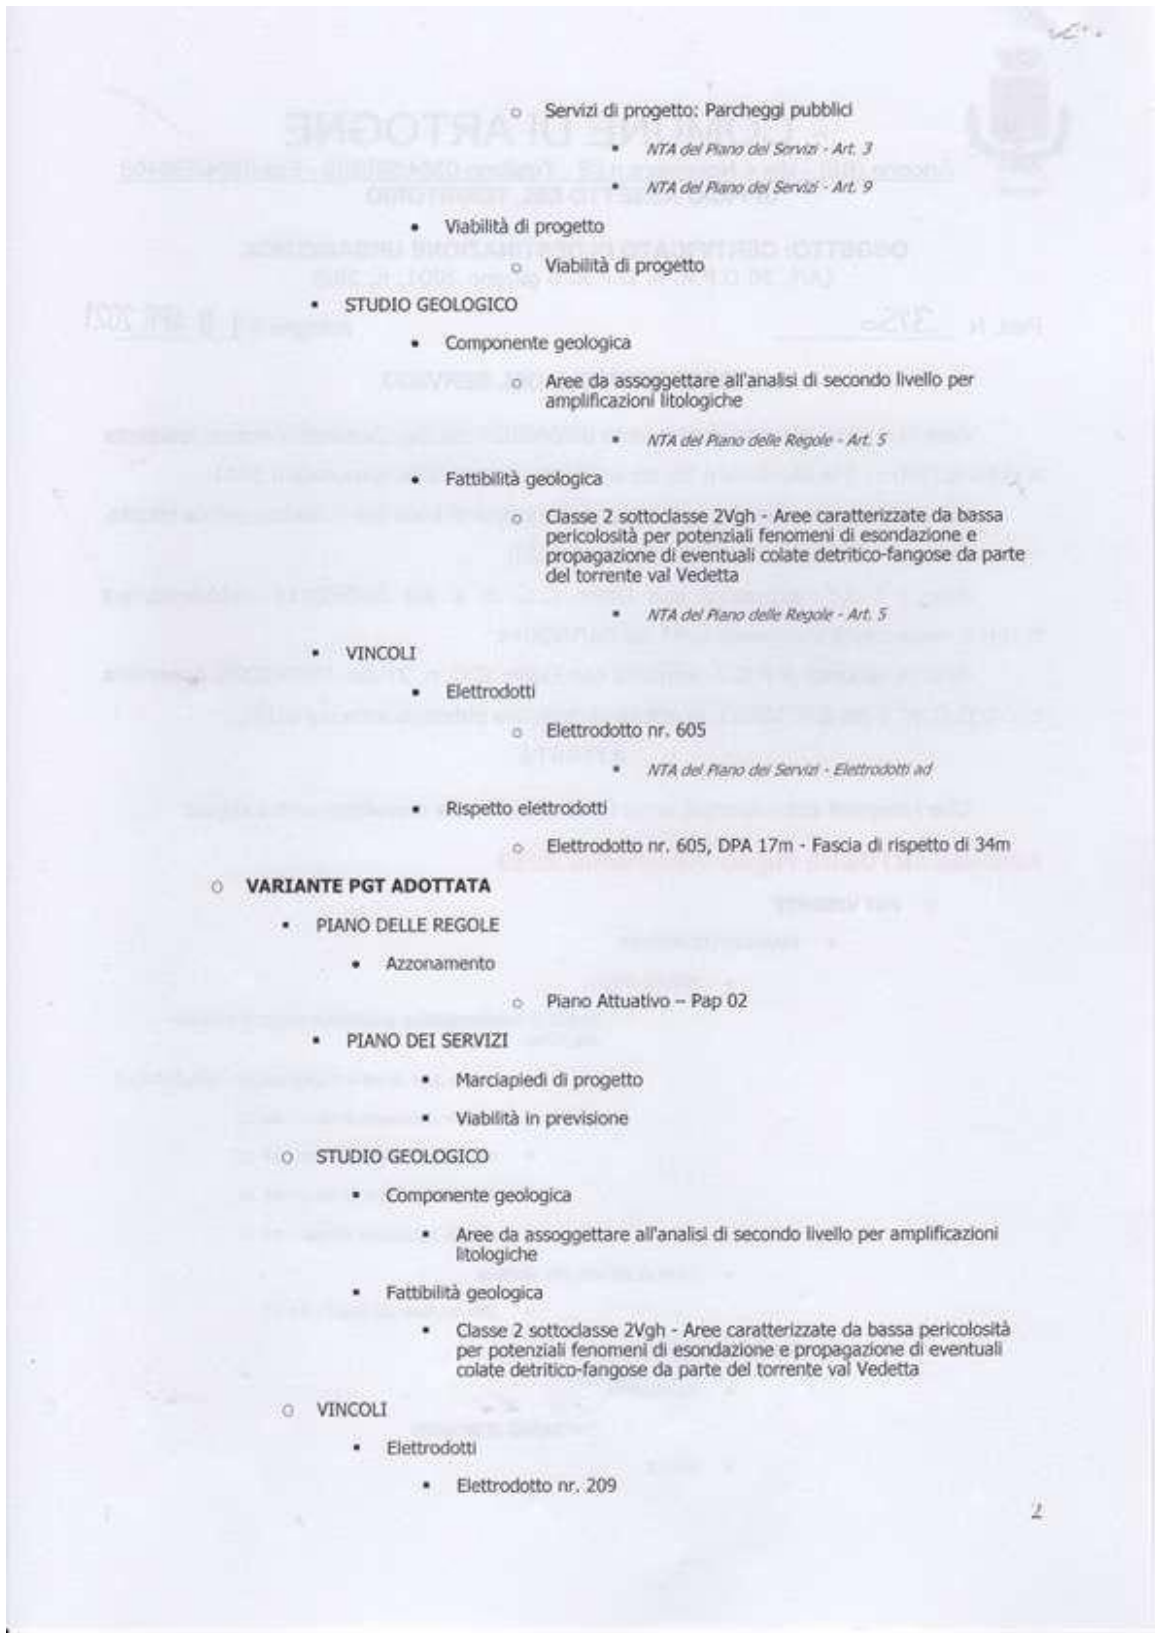 Servizi di progetto: Parcheggi pubblici
NTA del Piano dei Servizi - Art. 3
NTA del Piano dei Servizi - Art. 9
Viabilità di progetto
Viabilità di progetto
STUDIO GEOLOGICO
Componente geologica
Aree da assoggettare all'analisi di secondo livello per
amplificazioni litologiche
NTA del Piano delle Regole - Art. 5
Fattibilità geologica
Classe 2 sottoclasse 2Vgh - Aree caratterizzate da bassa
pericolosità per potenziali fenomeni di esondazione e
propagazione di eventuali colate detritico-fangose da parte
del torrente val Vedetta
NTA del Piano delle Regole - Art. 5
VINCOLI
Elettrodotti
Elettrodotto nr. 605
NTA del Piano dei Servizi - Elettrodotti ad
Rispetto elettrodotti
Elettrodotto nr. 605, DPA 17m - Fascia di rispetto di 34m
VARIANTE PGT ADOTTATA
PIANO DELLE REGOLE
Azzonamento
Piano Attuativo – Pap 02
PIANO DEI SERVIZI
Marciapiedi di progetto
Viabilità in previsione
STUDIO GEOLOGICO
Componente geologica
Aree da assoggettare all'analisi di secondo livello per amplificazioni
litologiche
Fattibilità geologica
Classe 2 sottoclasse 2Vgh - Aree caratterizzate da bassa pericolosità
per potenziali fenomeni di esondazione e propagazione di eventuali
colate detritico-fangose da parte del torrente val Vedetta
VINCOLI
Elettrodotti
Elettrodotto nr. 209
2